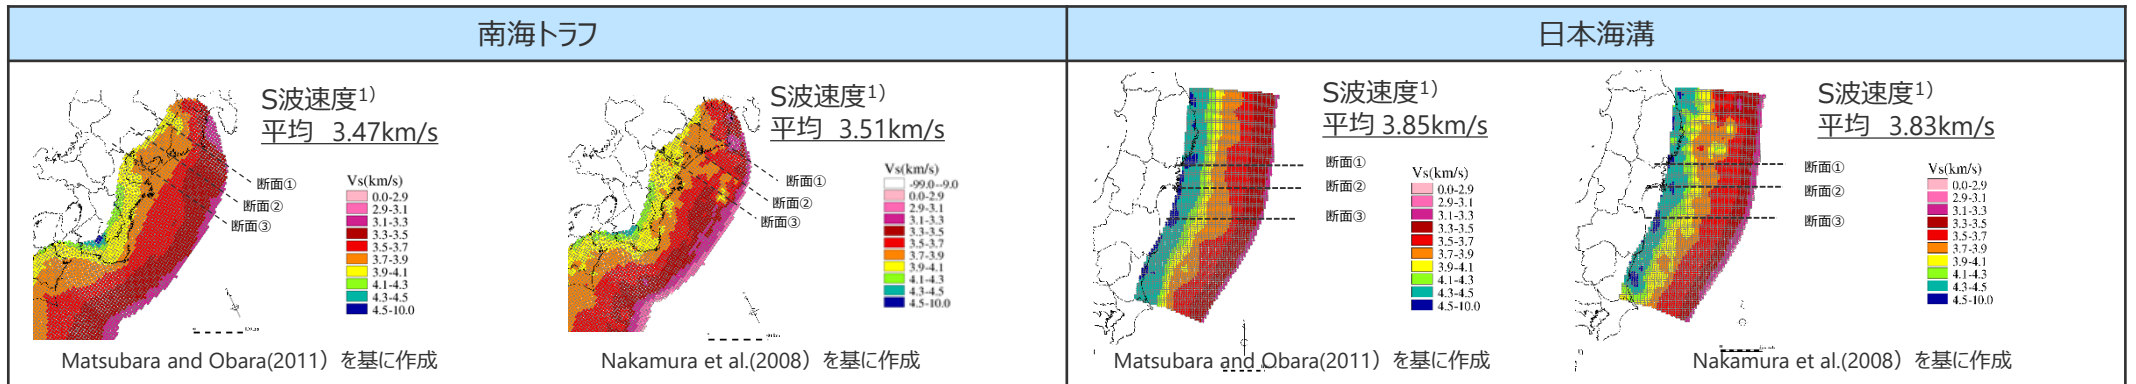 南海トラフ
日本海溝
S波速度1)
平均 3.47km/s
断面①
断面②
断面③
Vs(km/s)
0.0-2.9
2.9-3.1
3.1-3.3
3.3-3.5
3.5-3.7
3.7-3.9
3.9-4.1
4.1-4.3
4.3-4.5
4.5-10.0
Matsubara and Obara(2011）を基に作成
S波速度1)
平均 3.51km/s
断面①
断面②
断面③
Vs(km/s)
-99.0--9.0
0.0-2.9
2.9-3.1
3.1-3.3
3.3-3.5
3.5-3.7
3.7-3.9
3.9-4.1
4.1-4.3
4.3-4.5
4.5-10.0
Nakamura et al.(2008）を基に作成
S波速度1)
平均 3.85km/s
断面①
断面②
断面③
Vs(km/s)
0.0-2.9
2.9-3.1
3.1-3.3
3.3-3.5
3.5-3.7
3.7-3.9
3.9-4.1
4.1-4.3
4.3-4.5
4.5-10.0
Matsubara and Obara(2011）を基に作成
S波速度1)
平均 3.83km/s
断面①
断面②
断面③
Vs(km/s)
0.0-2.9
2.9-3.1
3.1-3.3
3.3-3.5
3.5-3.7
3.7-3.9
3.9-4.1
4.1-4.3
4.3-4.5
4.5-10.0
Nakamura et al.(2008）を基に作成